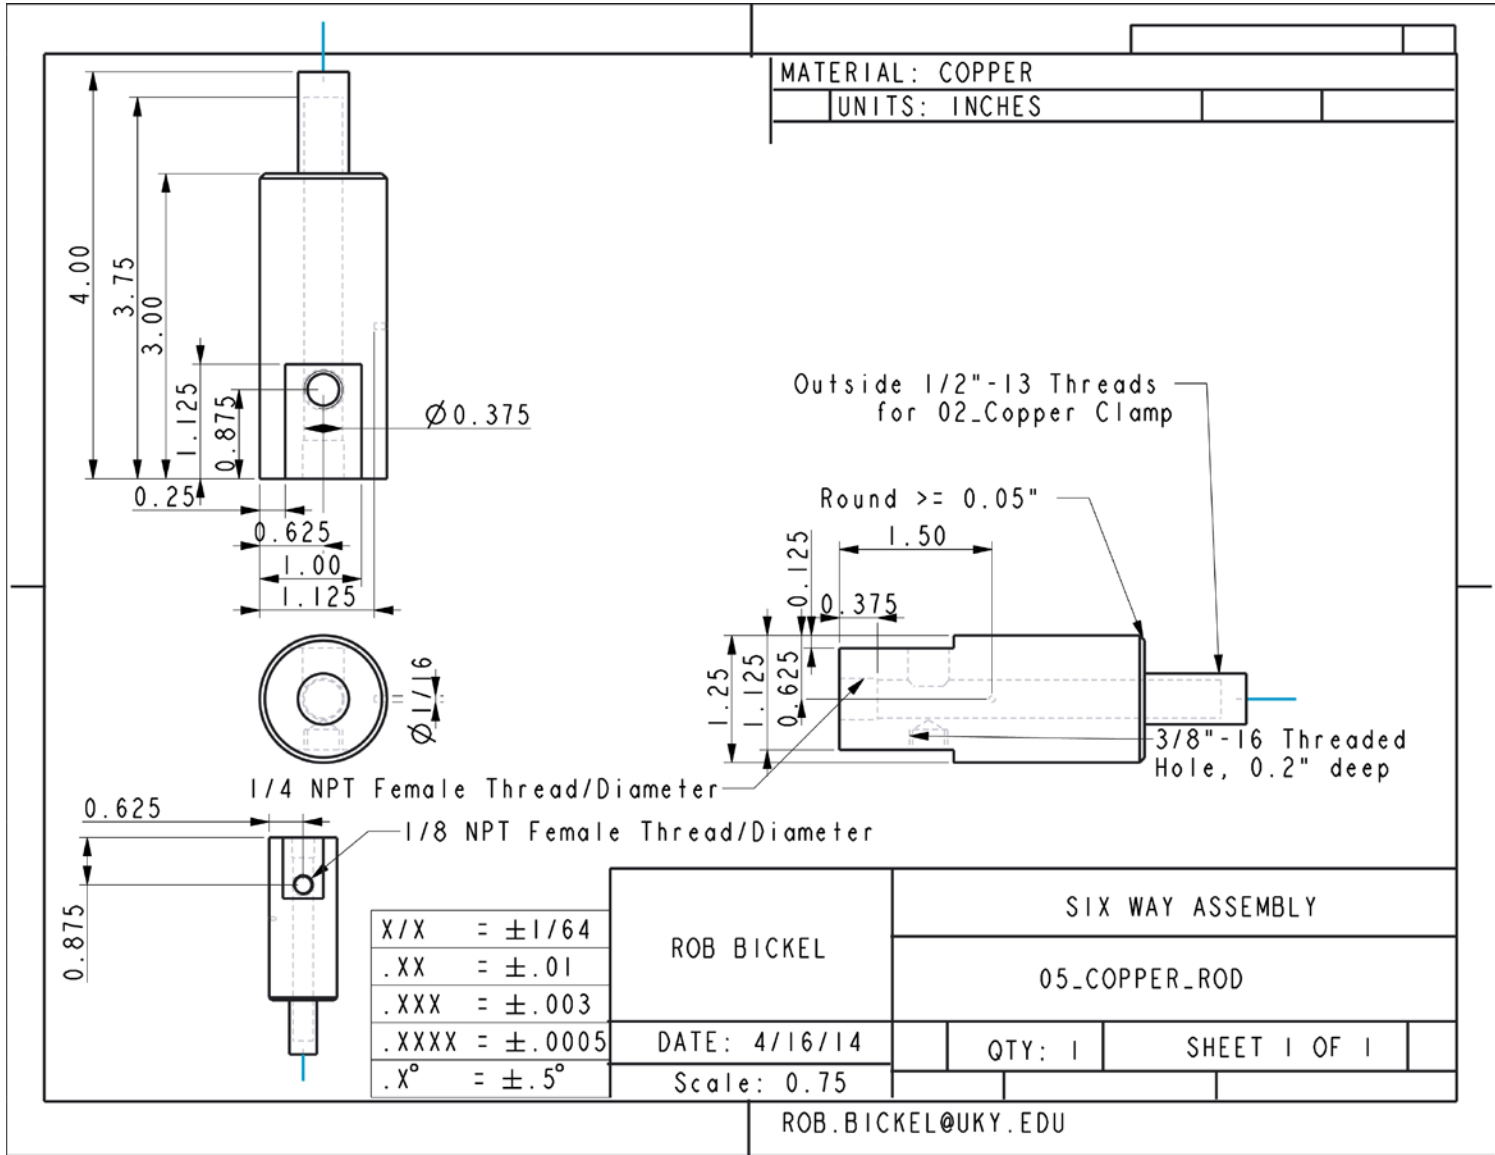 MATERIAL: COPPER
UNITS: INCHES
4.00
3.75
3.00
1.125
0.875
Ø0.375
0.25
0.625
1.00
1.125
Ø1/16
Outside 1/2"-13 Threads
for 02_Copper Clamp
Round >= 0.05"
1.50
0.125
0.375
1.25
1.125
0.625
3/8"-16 Threaded
Hole, 0.2" deep
1/4 NPT Female Thread/Diameter
1/8 NPT Female Thread/Diameter
0.625
0.875
X/X = ±1/64
.XX = ±.01
.XXX = ±.003
.XXXX = ±.0005
.X° = ±.5°
ROB BICKEL
DATE: 4/16/14
Scale: 0.75
SIX WAY ASSEMBLY
05_COPPER_ROD
QTY: 1
SHEET 1 OF 1
ROB.BICKEL@UKY.EDU